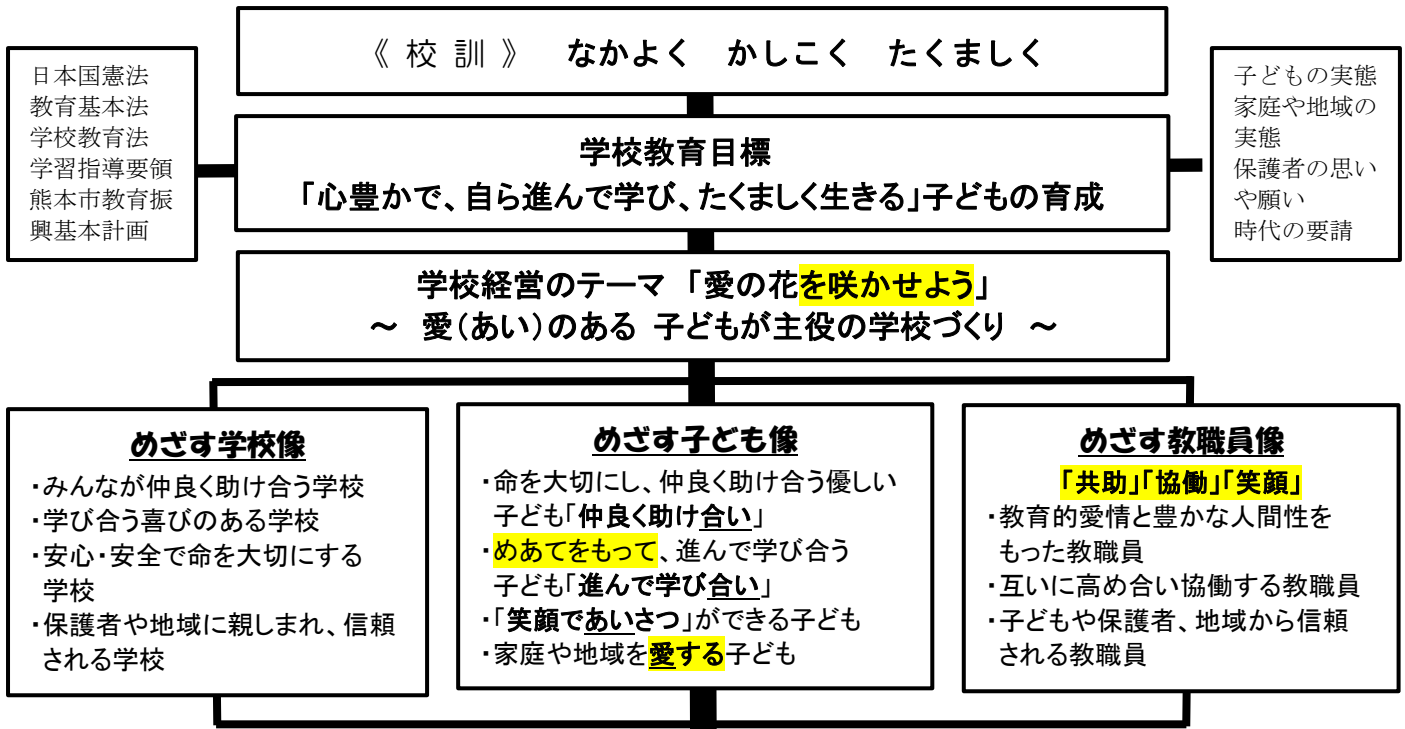 《 校 訓 》　なかよく　かしこく　たくましく
日本国憲法
教育基本法
学校教育法
学習指導要領
熊本市教育振
興基本計画
学校教育目標
「心豊かで、自ら進んで学び、たくましく生きる」子どもの育成
子どもの実態
家庭や地域の
実態
保護者の思い
や願い
時代の要請
学校経営のテーマ 「愛の花を咲かせよう」
～ 愛(あい)のある 子どもが主役の学校づくり ～
めざす学校像
・みんなが仲良く助け合う学校
・学び合う喜びのある学校
・安心・安全で命を大切にする
学校
・保護者や地域に親しまれ、信頼
される学校
めざす子ども像
・命を大切にし、仲良く助け合う優しい
子ども「仲良く助け合い」
・めあてをもって、進んで学び合う
子ども「進んで学び合い」
・「笑顔であいさつ」ができる子ども
・家庭や地域を愛する子ども
めざす教職員像
「共助」「協働」「笑顔」
・教育的愛情と豊かな人間性を
もった教職員
・互いに高め合い協働する教職員
・子どもや保護者、地域から信頼
される教職員